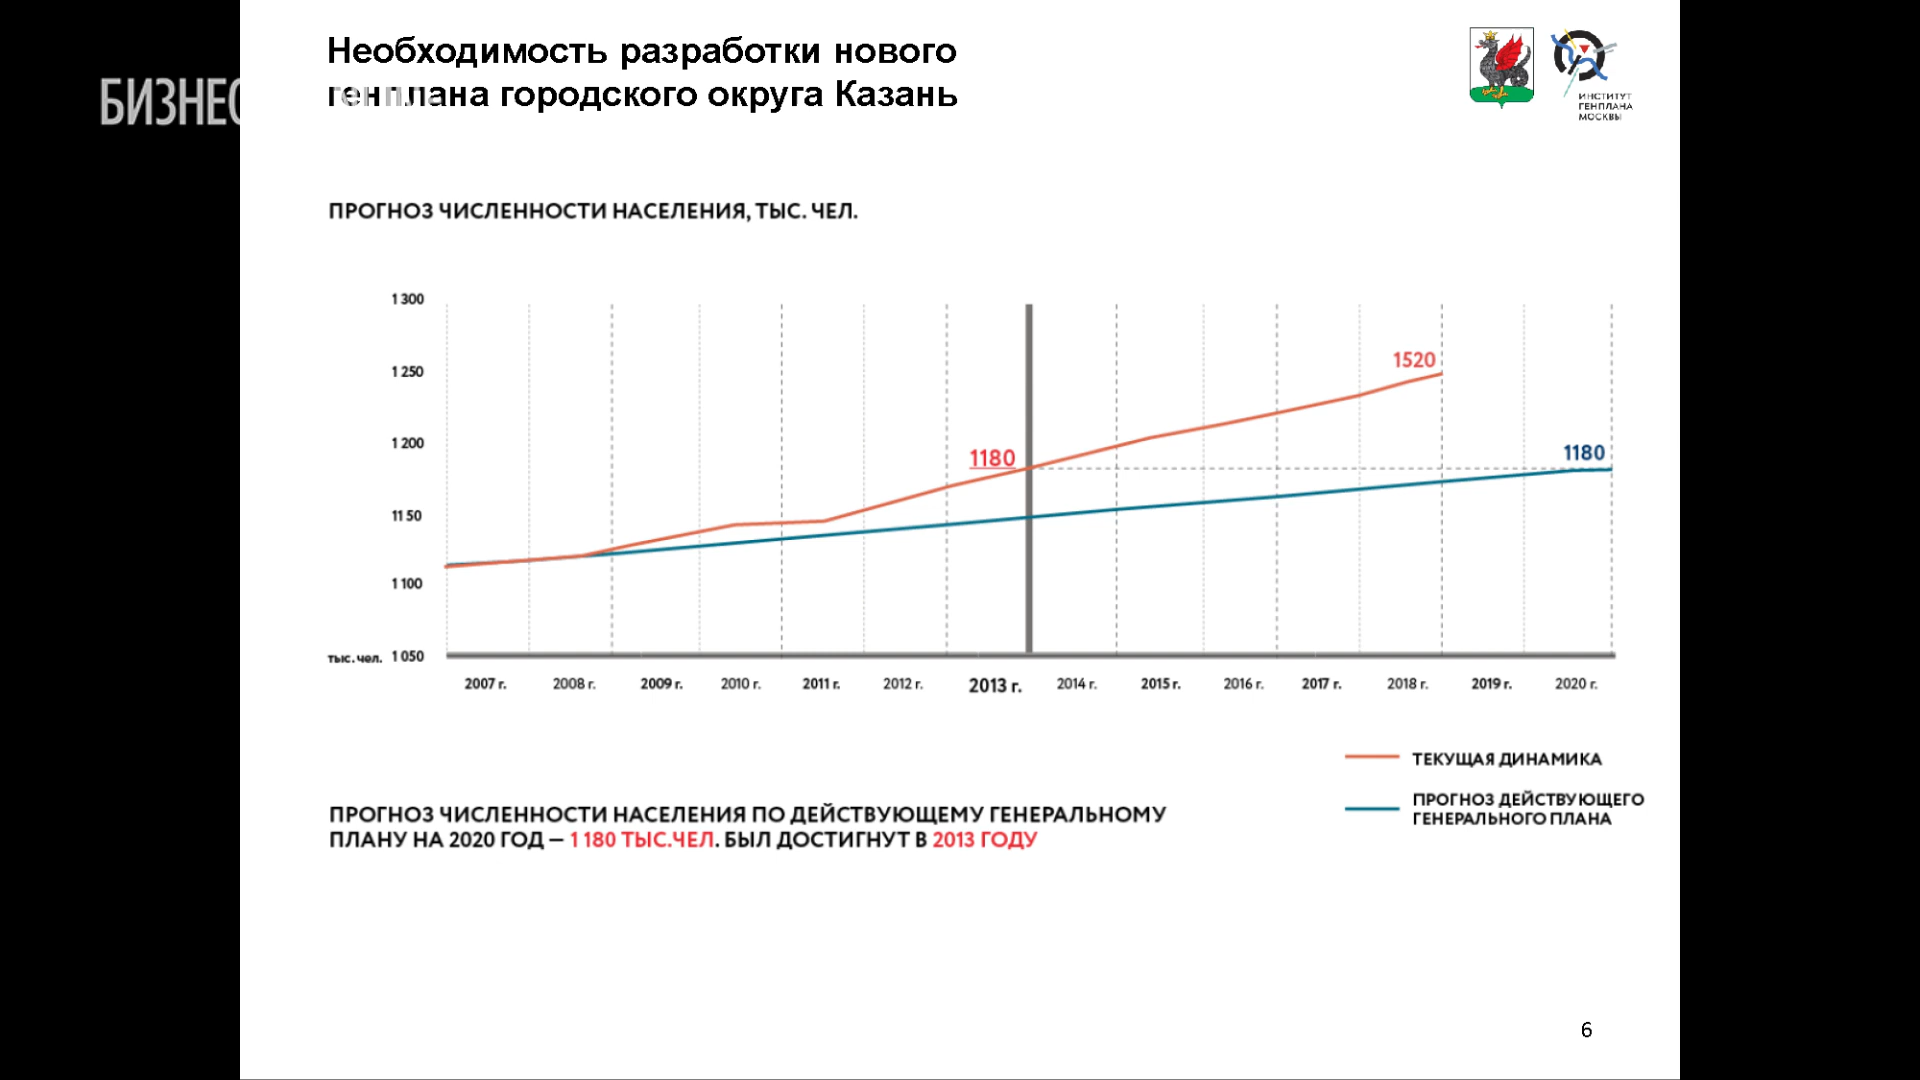 Необходимость разработки нового
генплана городского округа Казань
БИЗНЕС
ИНСТИТУТ
ГЕНПЛАНА
МОСКВЫ
ПРОГНОЗ ЧИСЛЕННОСТИ НАСЕЛЕНИЯ, ТЫС. ЧЕЛ.
1 300
1 250
1 200
1 150
1 100
тыс. чел. 1 050
1520
1180
1180
2007 г. 2008 г. 2009 г. 2010 г. 2011 г. 2012 г. 2013 г. 2014 г. 2015 г. 2016 г. 2017 г. 2018 г. 2019 г. 2020 г.
ТЕКУЩАЯ ДИНАМИКА
ПРОГНОЗ ДЕЙСТВУЮЩЕГО
ГЕНЕРАЛЬНОГО ПЛАНА
ПРОГНОЗ ЧИСЛЕННОСТИ НАСЕЛЕНИЯ ПО ДЕЙСТВУЮЩЕМУ ГЕНЕРАЛЬНОМУ
ПЛАНУ НА 2020 ГОД – 1 180 ТЫС.ЧЕЛ. БЫЛ ДОСТИГНУТ В 2013 ГОДУ
6